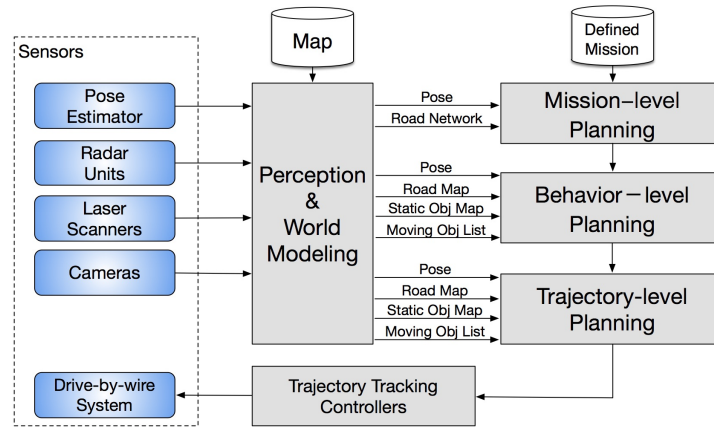 Sensors
Map
Defined
Mission
Pose
Estimator
Radar
Units
Laser
Scanners
Cameras
Drive-by-wire
System
Perception
&
World
Modeling
Pose
Road Network
Pose
Road Map
Static Obj Map
Moving Obj List
Pose
Road Map
Static Obj Map
Moving Obj List
Mission-level
Planning
Behavior-level
Planning
Trajectory-level
Planning
Trajectory Tracking
Controllers